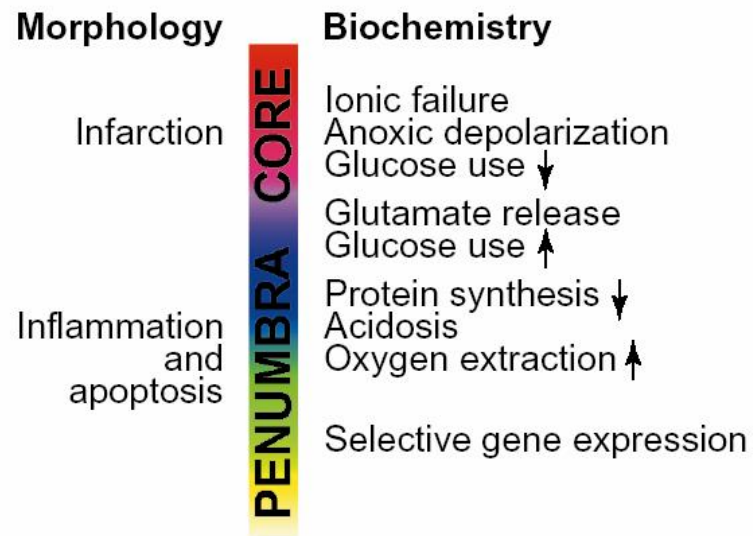 Morphology
Biochemistry
CORE
PENUMBRA
Infarction
Inflammation
and
apoptosis
Ionic failure
Anoxic depolarization
Glucose use ↓
Glutamate release
Glucose use ↑
Protein synthesis ↓
Acidosis
Oxygen extraction ↑
Selective gene expression